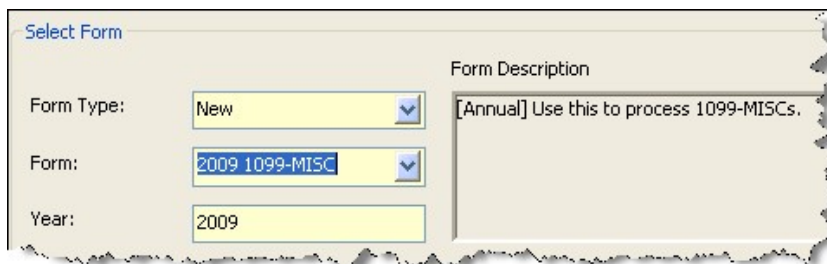 Select Form
Form Description
Form Type:
New
[Annual] Use this to process 1099-MISCs.
Form:
2009 1099-MISC
Year:
2009